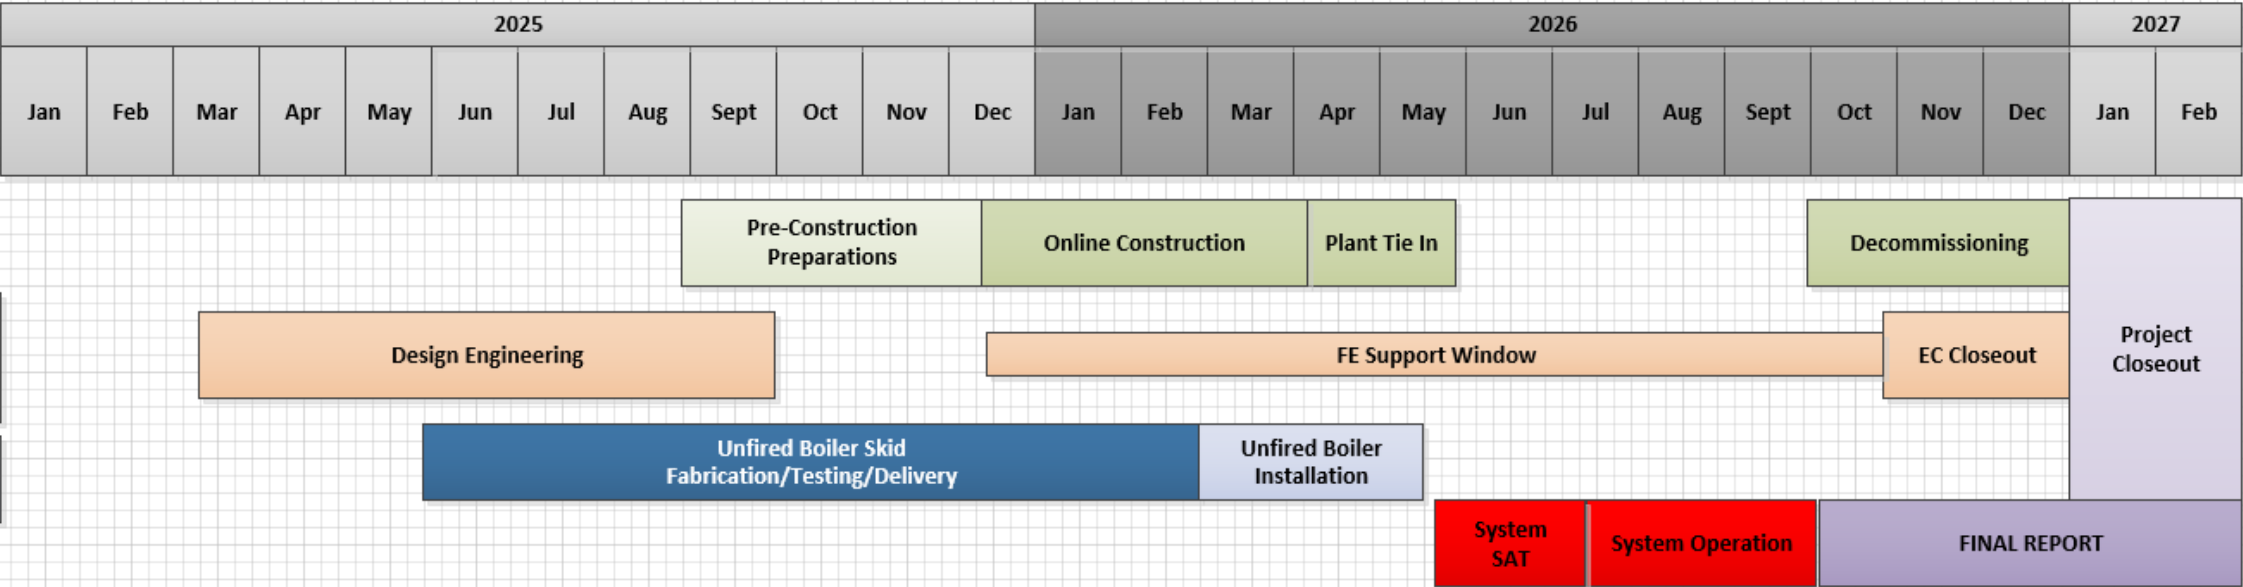 2025 2026 2027
Jan Feb Mar Apr May Jun Jul Aug Sept Oct Nov Dec Jan Feb Mar Apr May Jun Jul Aug Sept Oct Nov Dec Jan Feb
Pre-Construction
Preparations
Online Construction
Plant Tie In
Decommissioning
Project
Closeout
Design Engineering
FE Support Window
EC Closeout
Unfired Boiler Skid
Fabrication/Testing/Delivery
Unfired Boiler
Installation
System
SAT
System Operation
FINAL REPORT